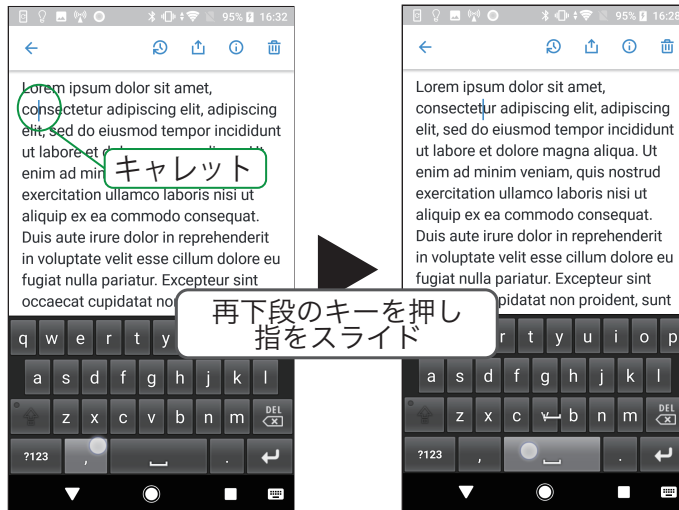 95% 16:32
Lorem ipsum dolor sit amet,
consectetur adipiscing elit, adipiscing
elit, sed do eiusmod tempor incididunt
ut labore et
enim ad min
exercitation ullamco laboris nisi ut
aliquip ex ea commodo consequat.
Duis aute irure dolor in reprehenderit
in voluptate velit esse cillum dolore eu
fugiat nulla pariatur. Excepteur sint
occaecat cupidatat no
キャレット
q w e r t y
a s d f g h j k l
z x c v b n m DEL
?123 , .
再下段のキーを押し
指をスライド
95% 16:28
Lorem ipsum dolor sit amet,
consectetur adipiscing elit, adipiscing
elit, sed do eiusmod tempor incididunt
ut labore et dolore magna aliqua. Ut
enim ad minim veniam, quis nostrud
exercitation ullamco laboris nisi ut
aliquip ex ea commodo consequat.
Duis aute irure dolor in reprehenderit
in voluptate velit esse cillum dolore eu
fugiat nulla pariatur. Excepteur sint
pidatat non proident, sunt
r t y u i o p
a s d f g h j k l
z x c v b n m DEL
?123 , .